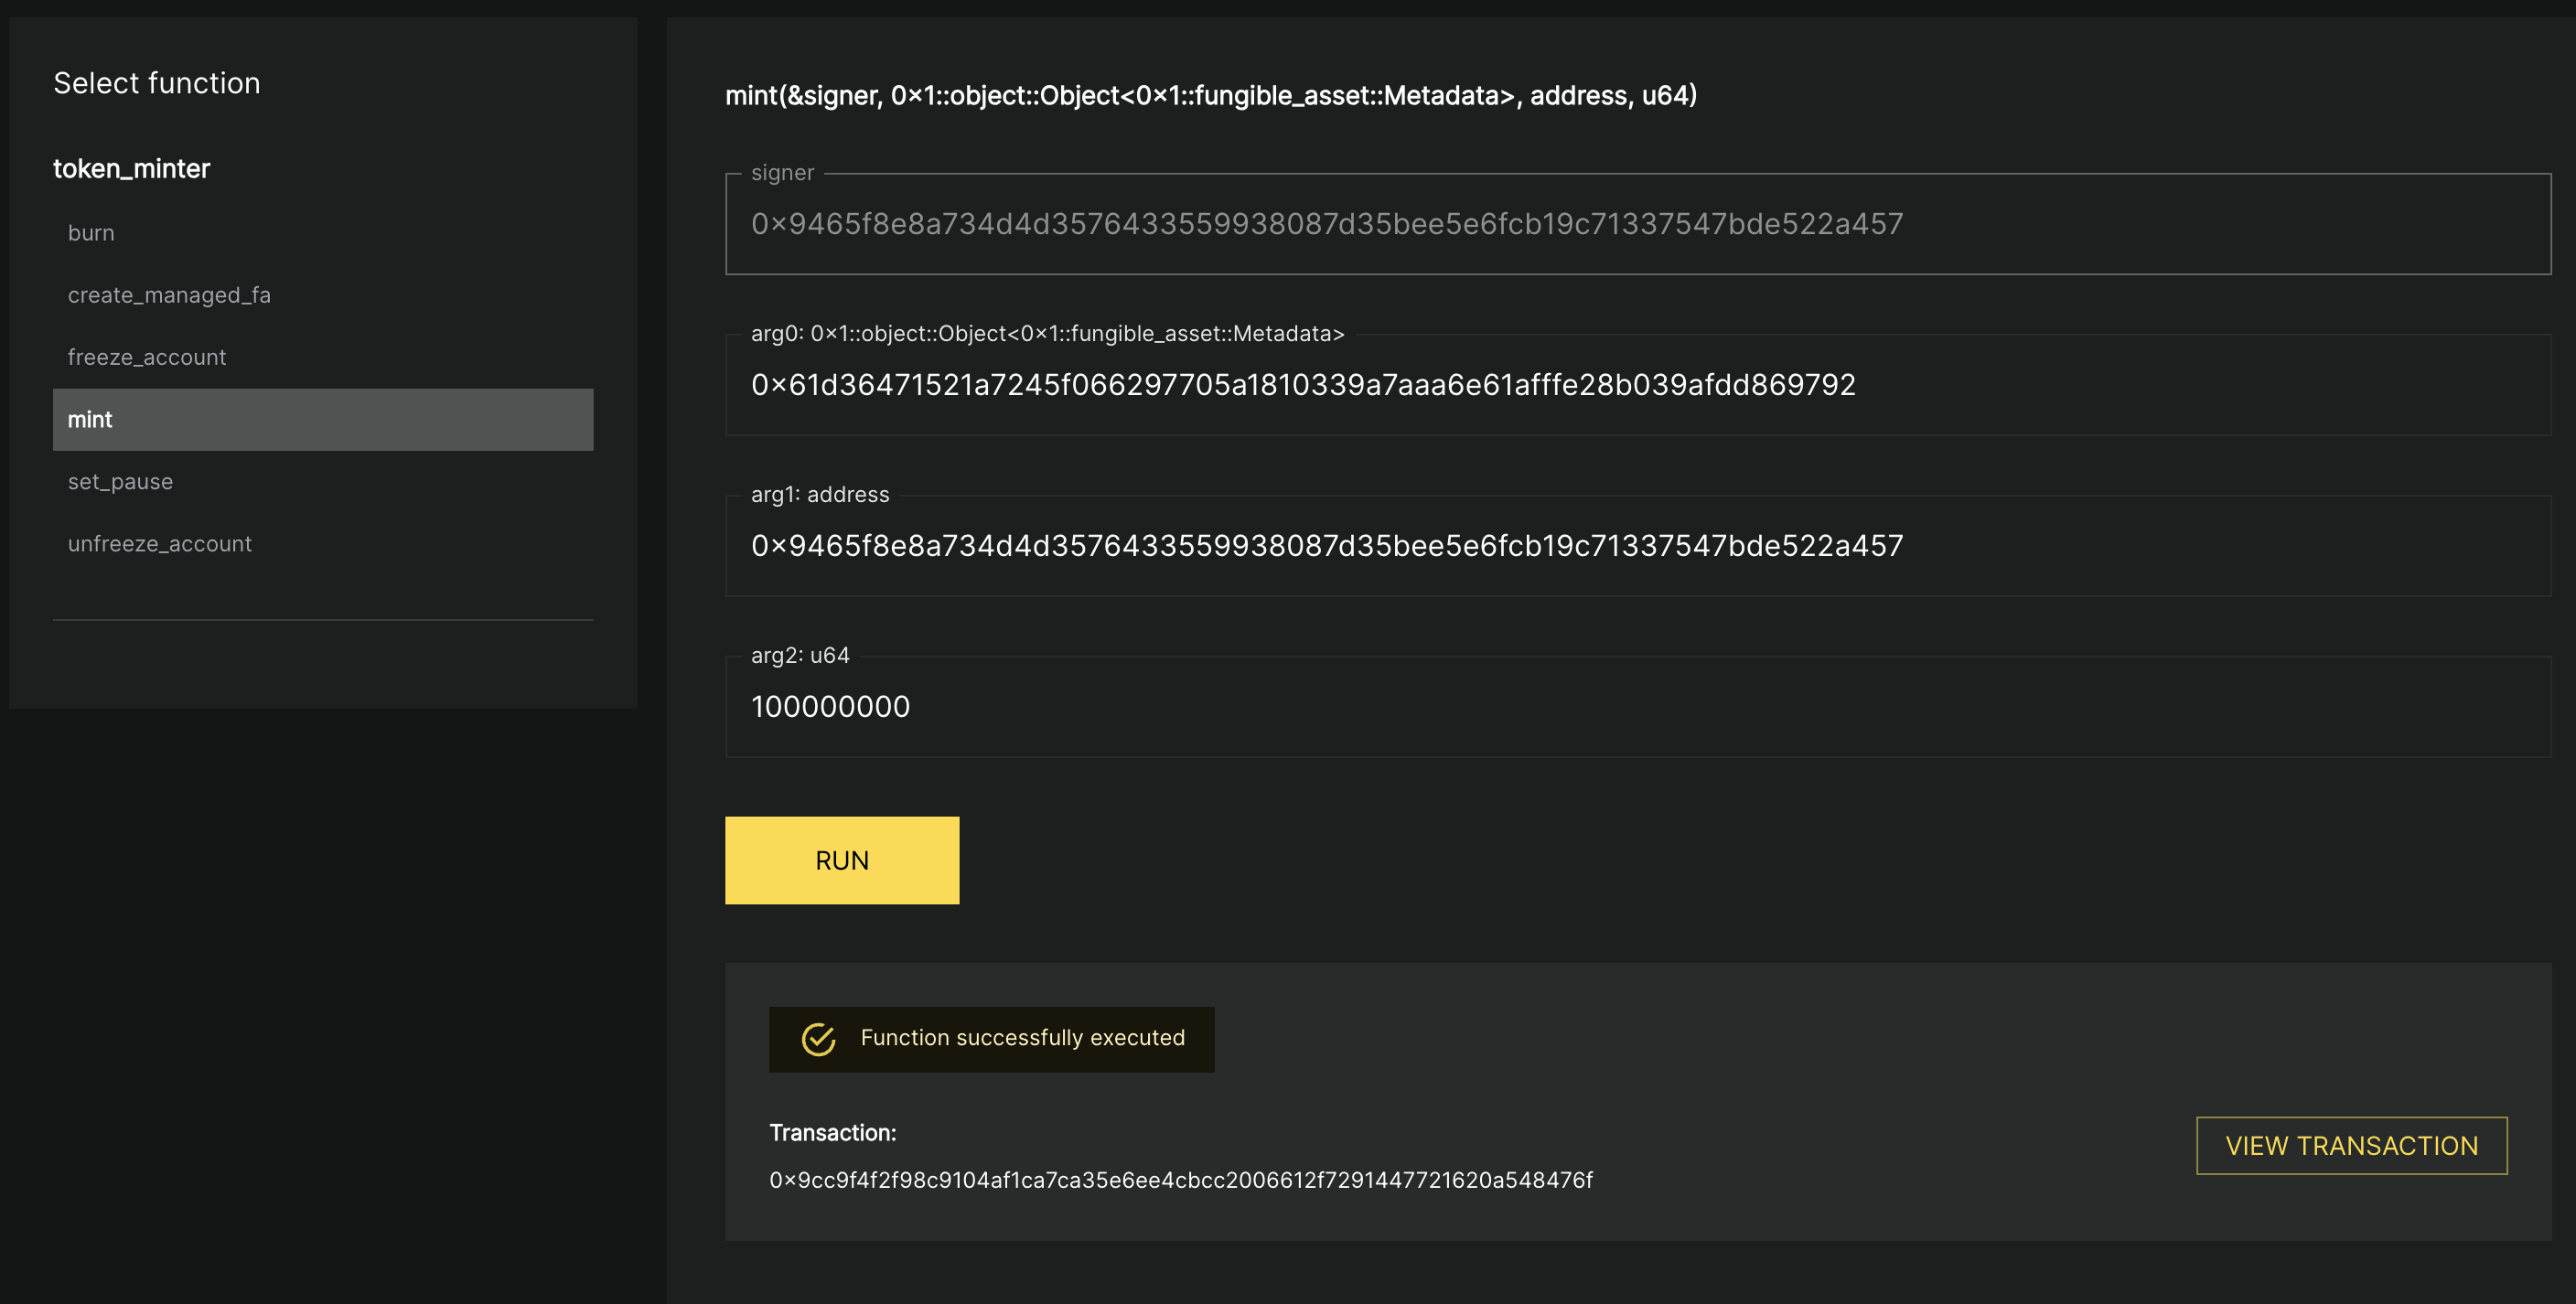 Select function
token_minter
burn
create_managed_fa
freeze_account
mint
set_pause
unfreeze_account
mint(&signer, 0x1::object::Object<0x1::fungible_asset::Metadata>, address, u64)
signer
0x9465f8e8a734d4d3576433559938087d35bee5e6fcb19c71337547bde522a457
arg0: 0x1::object::Object<0x1::fungible_asset::Metadata>
0x61d36471521a7245f066297705a1810339a7aaa6e61afffe28b039afdd869792
arg1: address
0x9465f8e8a734d4d3576433559938087d35bee5e6fcb19c71337547bde522a457
arg2: u64
100000000
RUN
Function successfully executed
Transaction:
0x9cc9f4f2f98c9104af1ca7ca35e6ee4cbcc2006612f7291447721620a548476f
VIEW TRANSACTION